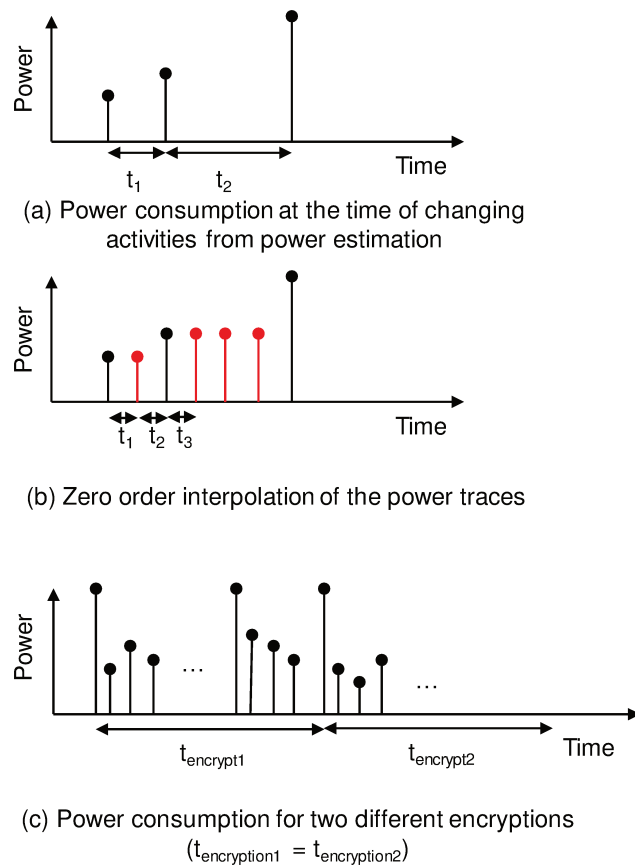 Power
Time
t1
t2
(a) Power consumption at the time of changing
activities from power estimation
Power
Time
t1
t2
t3
(b) Zero order interpolation of the power traces
Power
...
...
tencrypt1
tencrypt2
Time
(c) Power consumption for two different encryptions
(tencryption1 = tencryption2)